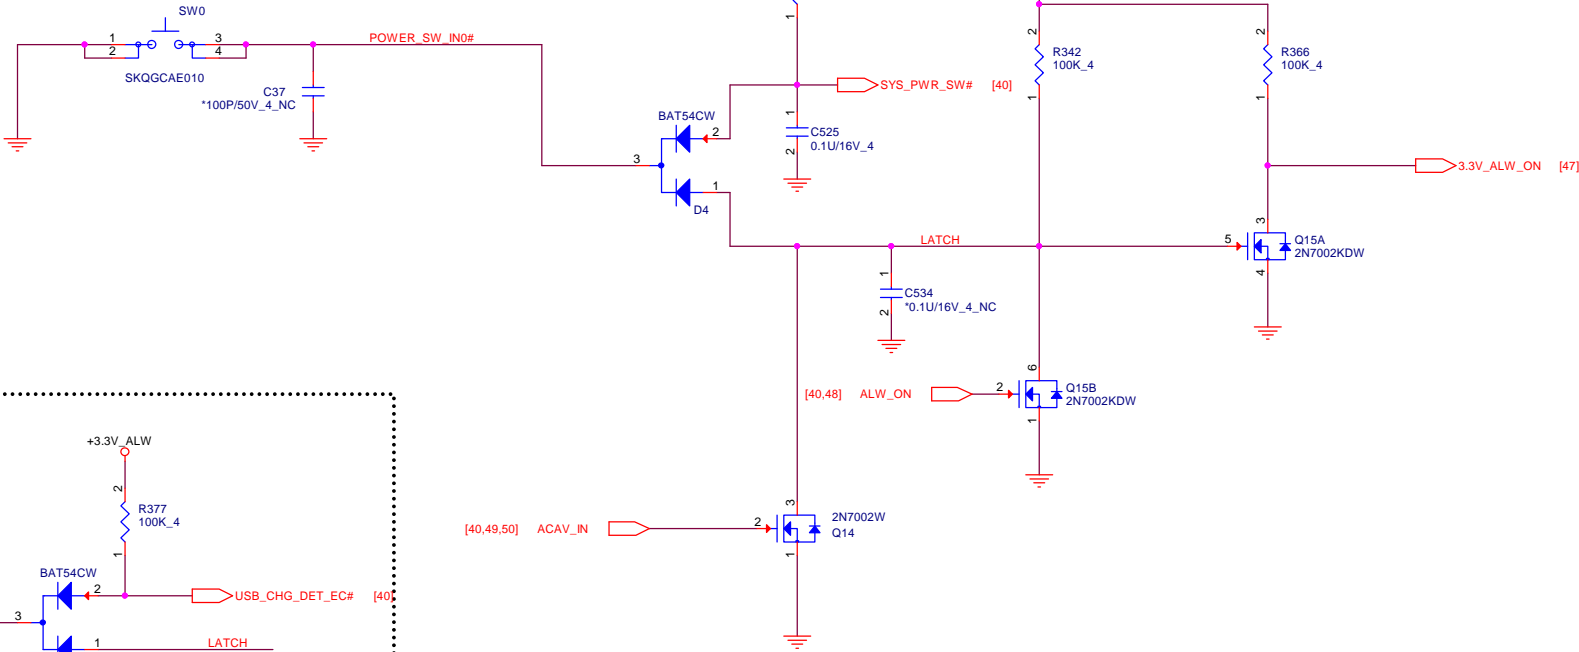 SW0
1
2
3
4
SKQGCAE010
POWER_SW_IN0#
C37
*100P/50V_4_NC
1
SYS_PWR_SW# [40]
BAT54CW
2
3
1
D4
1
C525
0.1U/16V_4
2
2
R342
100K_4
1
2
R366
100K_4
1
3.3V_ALW_ON [47]
LATCH
1
C534
*0.1U/16V_4_NC
2
3
5
Q15A
2N7002KDW
4
6
[40,48] ALW_ON
2
Q15B
2N7002KDW
1
3
[40,49,50] ACAV_IN
2
2N7002W
Q14
1
+3.3V_ALW
2
R377
100K_4
1
BAT54CW
2
USB_CHG_DET_EC# [40]
3
1
LATCH